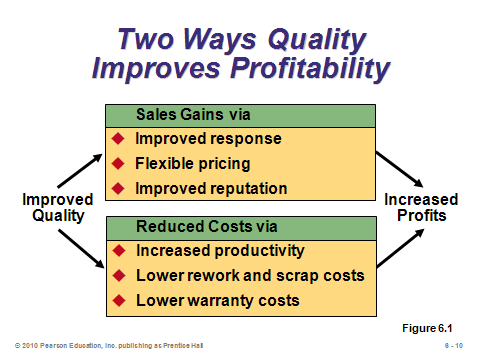 Two Ways Quality
Improves Profitability
Sales Gains via
Improved response
Flexible pricing
Improved reputation
Improved
Quality
Increased
Profits
Reduced Costs via
Increased productivity
Lower rework and scrap costs
Lower warranty costs
Figure 6.1
© 2010 Pearson Education, Inc. publishing as Prentice Hall
6 - 10